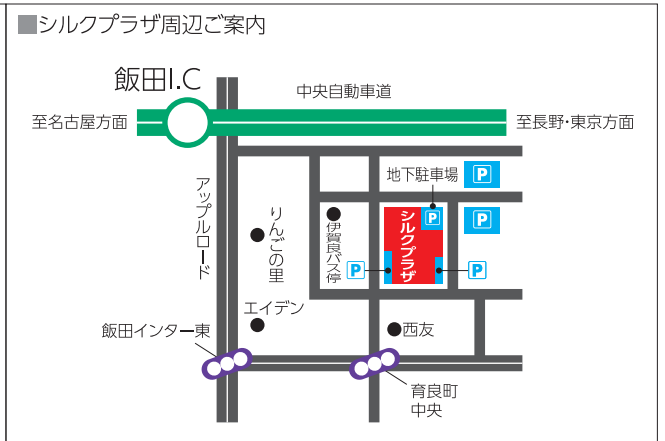 ■シルクプラザ周辺ご案内
飯田I.C
中央自動車道
至名古屋方面
至長野・東京方面
アップルロード
りんごの里
伊賀良バス停
地下駐車場
P
P
P
シルクプラザ
P
P
エイデン
飯田インター東
西友
育良町
中央